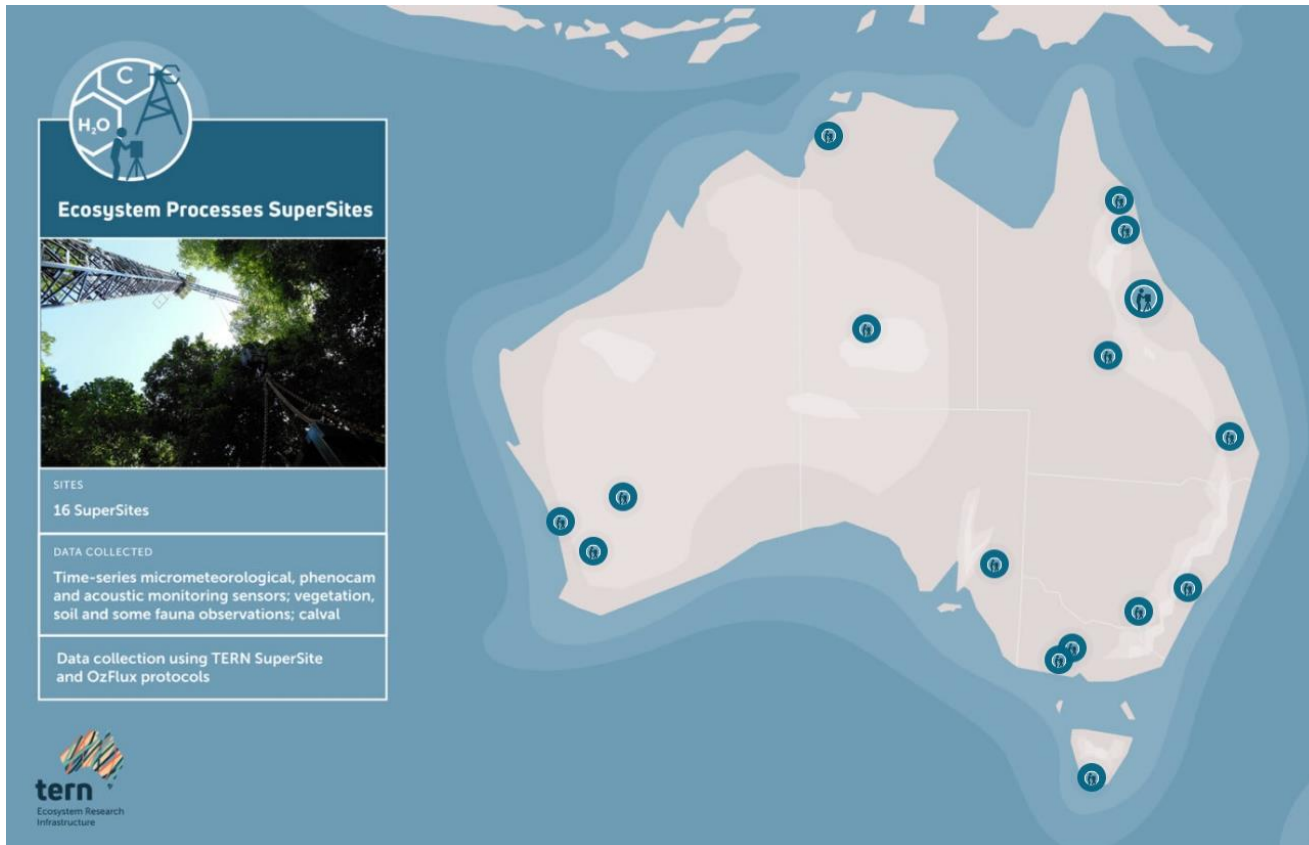 C
H₂O
Ecosystem Processes SuperSites
SITES
16 SuperSites
DATA COLLECTED
Time-series micrometeorological, phenocam
and acoustic monitoring sensors; vegetation,
soil and some fauna observations; calval
Data collection using TERN SuperSite
and OzFlux protocols
tern
Ecosystem Research
Infrastructure